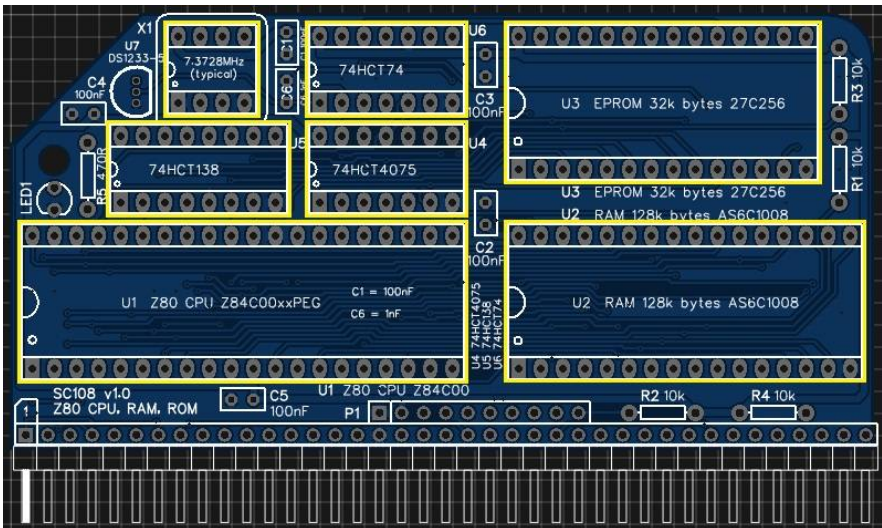 X1
U7
DS1233-5
7.3728MHz
(typical)
C4
100nF
C1 100nF
C6 1nF
74HCT74
U6
C3
100nF
U3 EPROM 32k bytes 27C256
R3 10k
R1 10k
LED1
R5 470R
74HCT138
U5
74HCT4075
U4
U3 EPROM 32k bytes 27C256
U2 RAM 128k bytes AS6C1008
C2
100nF
U1 Z80 CPU Z84C00xxPEG
C1 = 100nF
C6 = 1nF
U4 74HCT4075
U5 74HC138
U6 74HCT74
U2 RAM 128k bytes AS6C1008
SC108 v1.0
Z80 CPU, RAM, ROM
C5
100nF
U1 Z80 CPU Z84C00
P1
R2 10k
R4 10k
1